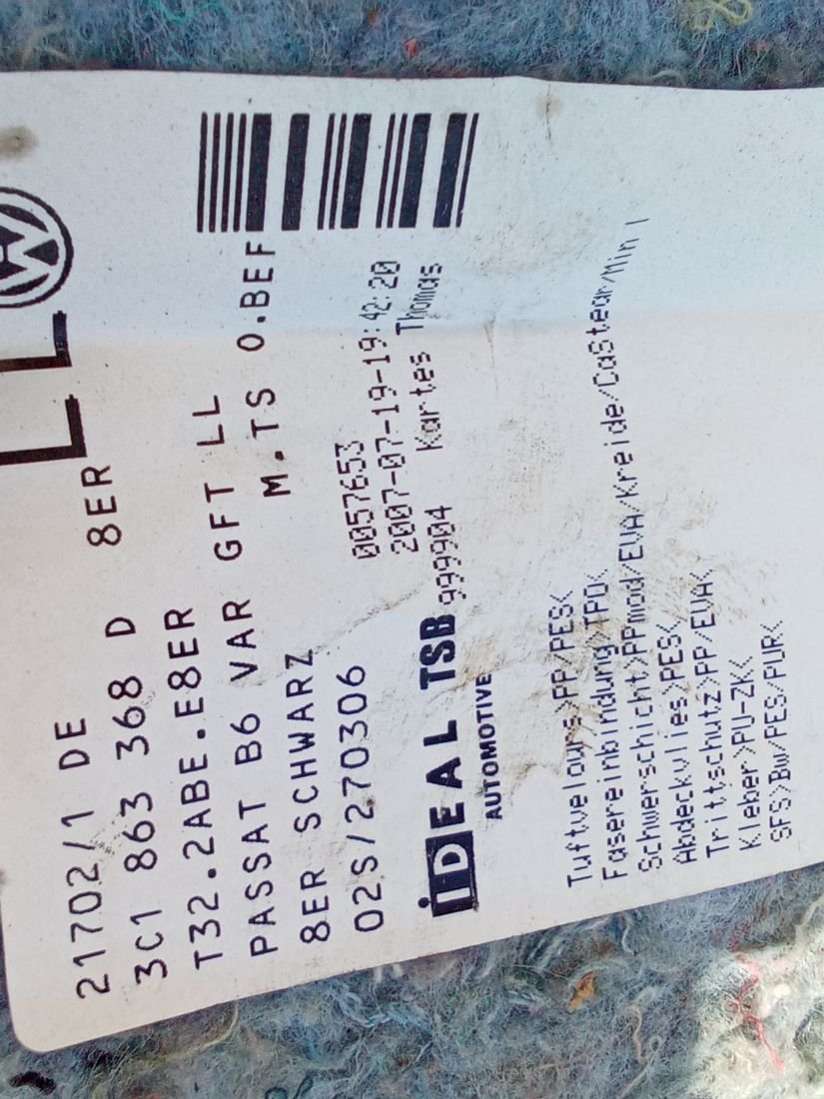 LL
21702/1 DE
3C1 863 368 D 8ER
T32.2ABE.E8ER
PASSAT B6 VAR GFT LL
8ER SCHWARZ M.TS O.BEF
02S/270306 0057653
2007-07-19-19:42:20
iDEAL TSB 999904 Kartes Thomas
AUTOMOTIVE
Tuftvelours>PP/PES<
Fasereinbindung>TPO<
Schwerschicht>PPmod/EVA/Kreide/CaStear/Min
Abdeckvlies>PES<
Trittschutz>PP/EVA<
Kleber>PU-ZK<
SFS>Bw/PES/PUR<